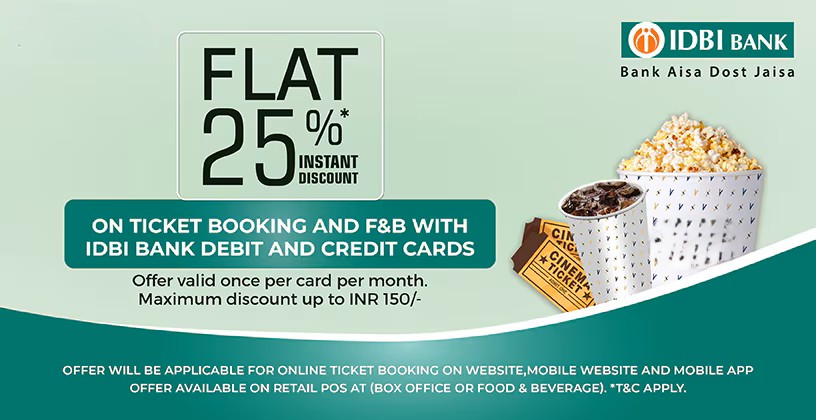 IDBI BANK
Bank Aisa Dost Jaisa
FLAT
25%*
INSTANT
DISCOUNT
ON TICKET BOOKING AND F&B WITH
IDBI BANK DEBIT AND CREDIT CARDS
Offer valid once per card per month.
Maximum discount up to INR 150/-
CINEMA
TICKET
OFFER WILL BE APPLICABLE FOR ONLINE TICKET BOOKING ON WEBSITE,MOBILE WEBSITE AND MOBILE APP
OFFER AVAILABLE ON RETAIL POS AT (BOX OFFICE OR FOOD & BEVERAGE). *T&C APPLY.